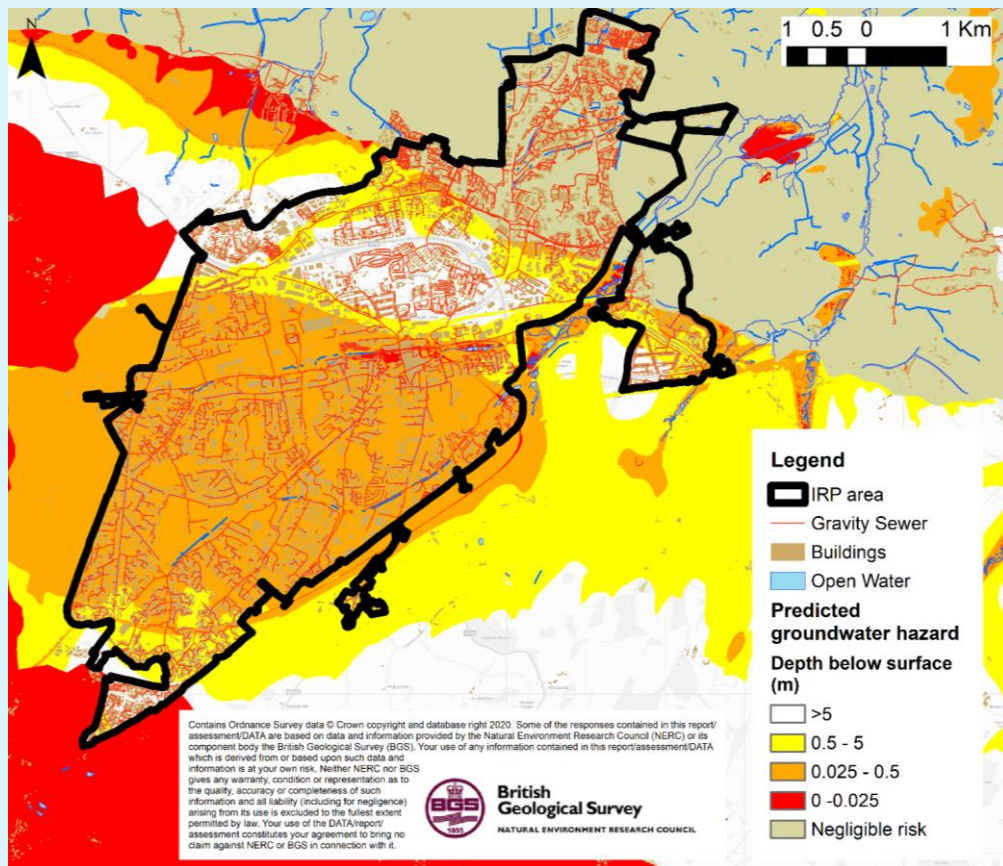 N
1 0.5 0 1 Km
Legend
IRP area
Gravity Sewer
Buildings
Open Water
Predicted
groundwater hazard
Depth below surface
(m)
>5
0.5 - 5
0.025 - 0.5
0 -0.025
Negligible risk
Contains Ordnance Survey data © Crown copyright and database right 2020. Some of the responses contained in this report/
assessment/DATA are based on data and information provided by the Natural Environment Research Council (NERC) or its
component body the British Geological Survey (BGS). Your use of any information contained in this report/assessment/DATA
which is derived from or based upon such data and
information is at your own risk. Neither NERC nor BGS
gives any warranty, condition or representation as to
the quality, accuracy or completeness of such
information and all liability (including for negligence)
arising from its use is excluded to the fullest extent
permitted by law. Your use of the DATA/report/
assessment constitutes your agreement to bring no
claim against NERC or BGS in connection with it.
BGS
1835
British
Geological Survey
NATURAL ENVIRONMENT RESEARCH COUNCIL